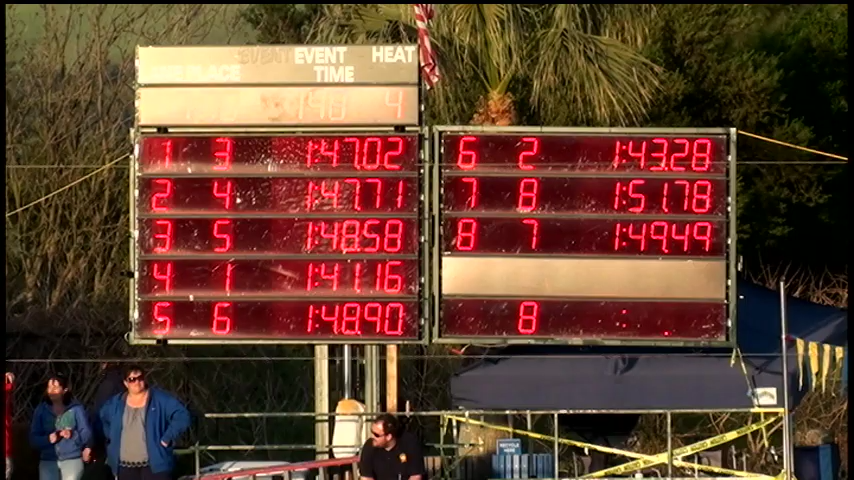 EVENT EVENT HEAT
PLACE TIME
4
1 3 1:47.02
2 4 1:47.71
3 5 1:48.58
4 1 1:41.16
5 6 1:48.90
6 2 1:43.28
7 8 1:51.78
8 7 1:49.49
8 : .
RECYCLE
HERE